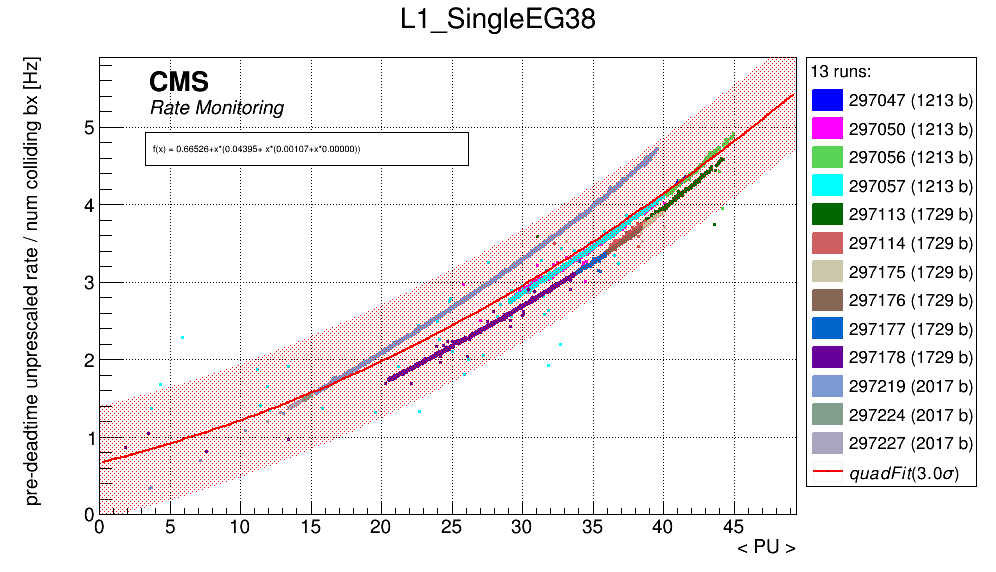 L1_SingleEG38
pre-deadtime unprescaled rate / num colliding bx [Hz]
CMS
Rate Monitoring
f(x) = 0.66526+x*(0.04395+ x*(0.00107+x*0.00000))
5
4
3
2
1
0
0 5 10 15 20 25 30 35 40 45
< PU >
13 runs:
297047 (1213 b)
297050 (1213 b)
297056 (1213 b)
297057 (1213 b)
297113 (1729 b)
297114 (1729 b)
297175 (1729 b)
297176 (1729 b)
297177 (1729 b)
297178 (1729 b)
297219 (2017 b)
297224 (2017 b)
297227 (2017 b)
quadFit(3.0σ)